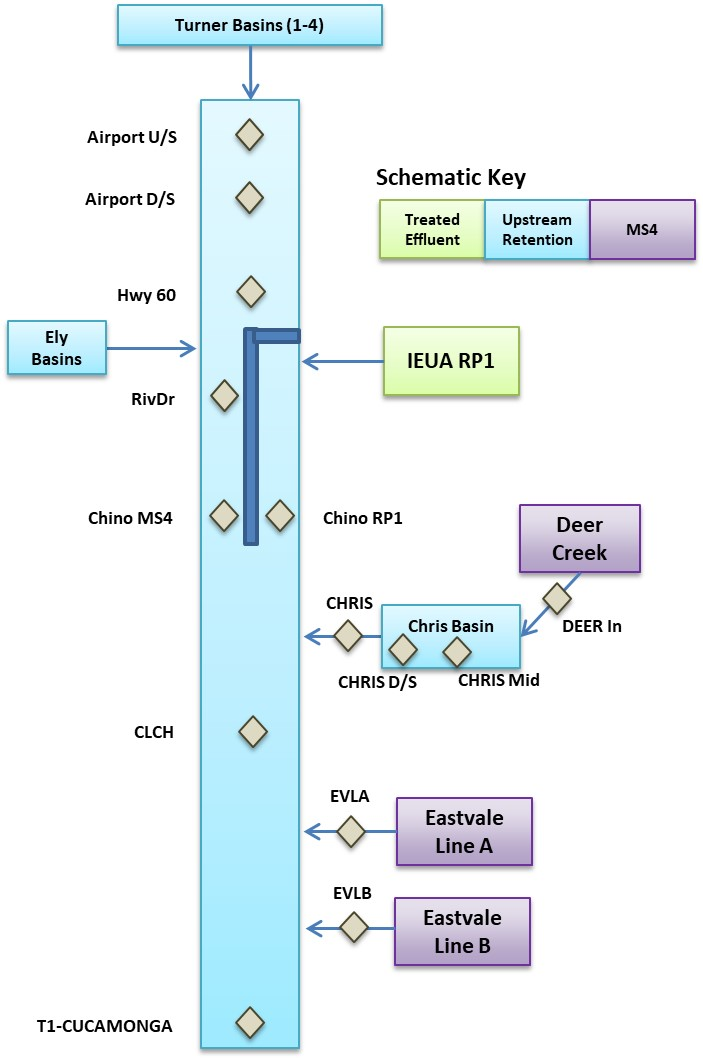 Turner Basins (1-4)
Airport U/S
Airport D/S
Schematic Key
Treated
Effluent
Upstream
Retention
MS4
Hwy 60
Ely
Basins
IEUA RP1
RivDr
Chino MS4
Chino RP1
Deer
Creek
CHRIS
Chris Basin
DEER In
CHRIS D/S
CHRIS Mid
CLCH
EVLA
Eastvale
Line A
EVLB
Eastvale
Line B
T1-CUCAMONGA